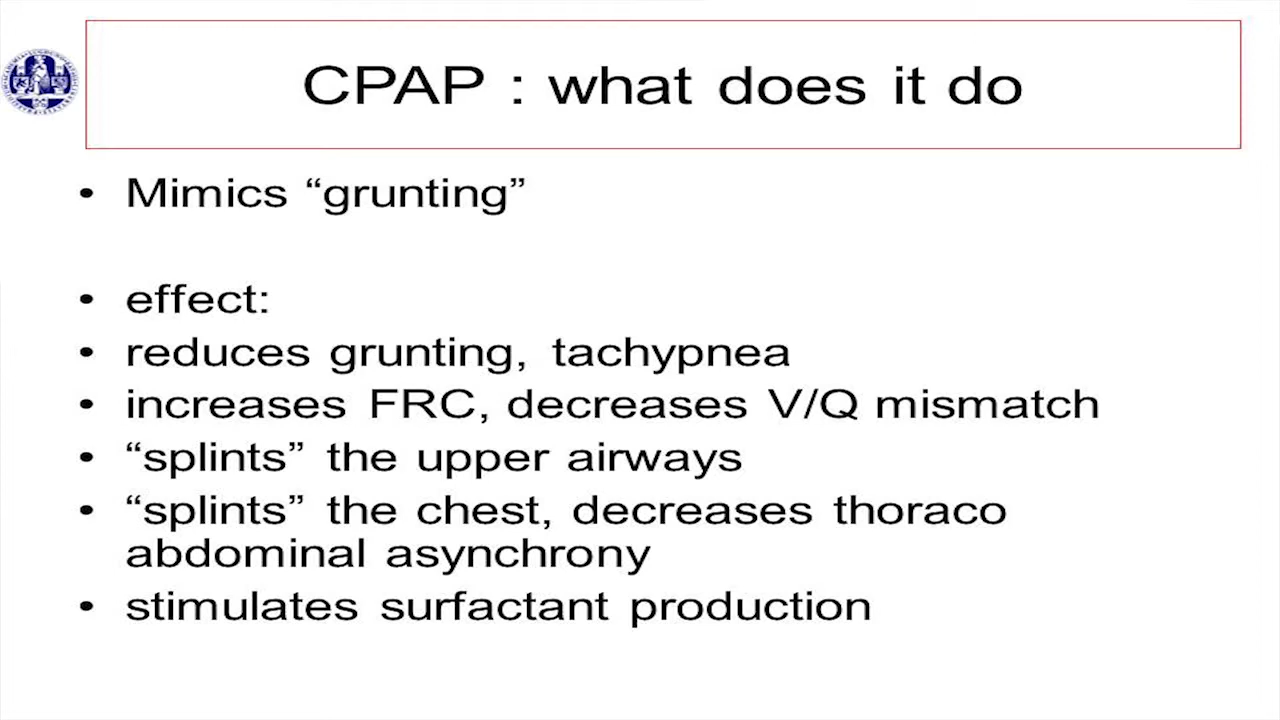 CPAP : what does it do
• Mimics “grunting”
• effect:
• reduces grunting, tachypnea
• increases FRC, decreases V/Q mismatch
• “splints” the upper airways
• “splints” the chest, decreases thoraco
abdominal asynchrony
• stimulates surfactant production